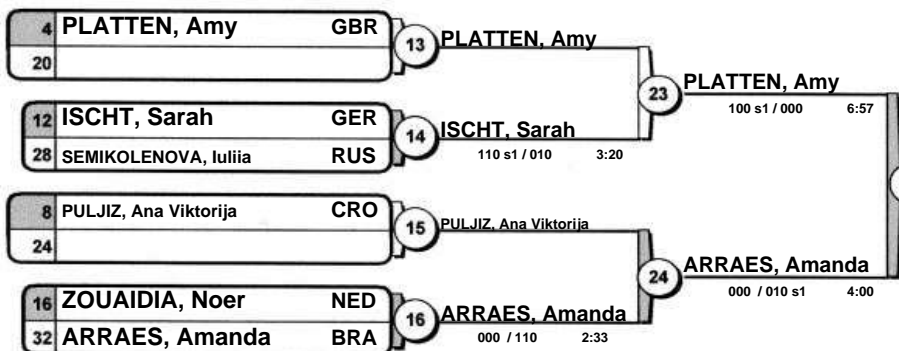 4 PLATTEN, Amy GBR
20
13
PLATTEN, Amy
12 ISCHT, Sarah GER
28 SEMIKOLENOVA, Iuliia RUS
14
ISCHT, Sarah
110 s1 / 010 3:20
23
PLATTEN, Amy
100 s1 / 000 6:57
8 PULJIZ, Ana Viktorija CRO
24
15
PULJIZ, Ana Viktorija
16 ZOUAIDIA, Noer NED
32 ARRAES, Amanda BRA
16
ARRAES, Amanda
000 / 110 2:33
24
ARRAES, Amanda
000 / 010 s1 4:00